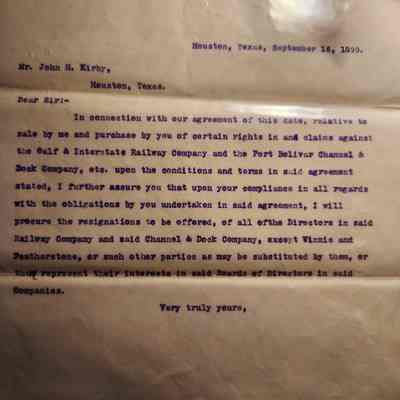 Houston, Texas, September 16, 1899.
Mr. John H. Kirby,
Houston, Texas.
Dear Sir:-
In connection with our agreement of this date, relative to
sale by me and purchase by you of certain rights in and claims against
the Gulf & Interstate Railway Company and the Port Bolivar Channel &
Dock Company, etc. upon the conditions and terms in said agreement
stated, I further assure you that upon your compliance in all regards
with the obligations by you undertaken in said agreement, I will
procure the resignations to be offered, of all ofthe Directors in said
Railway Company and said Channel & Dock Company, except Winnie and
Featherstone, or such other parties as may be substituted by them, or
represent their interests in said Boards of Directors in said
Companies.
Very truly yours,